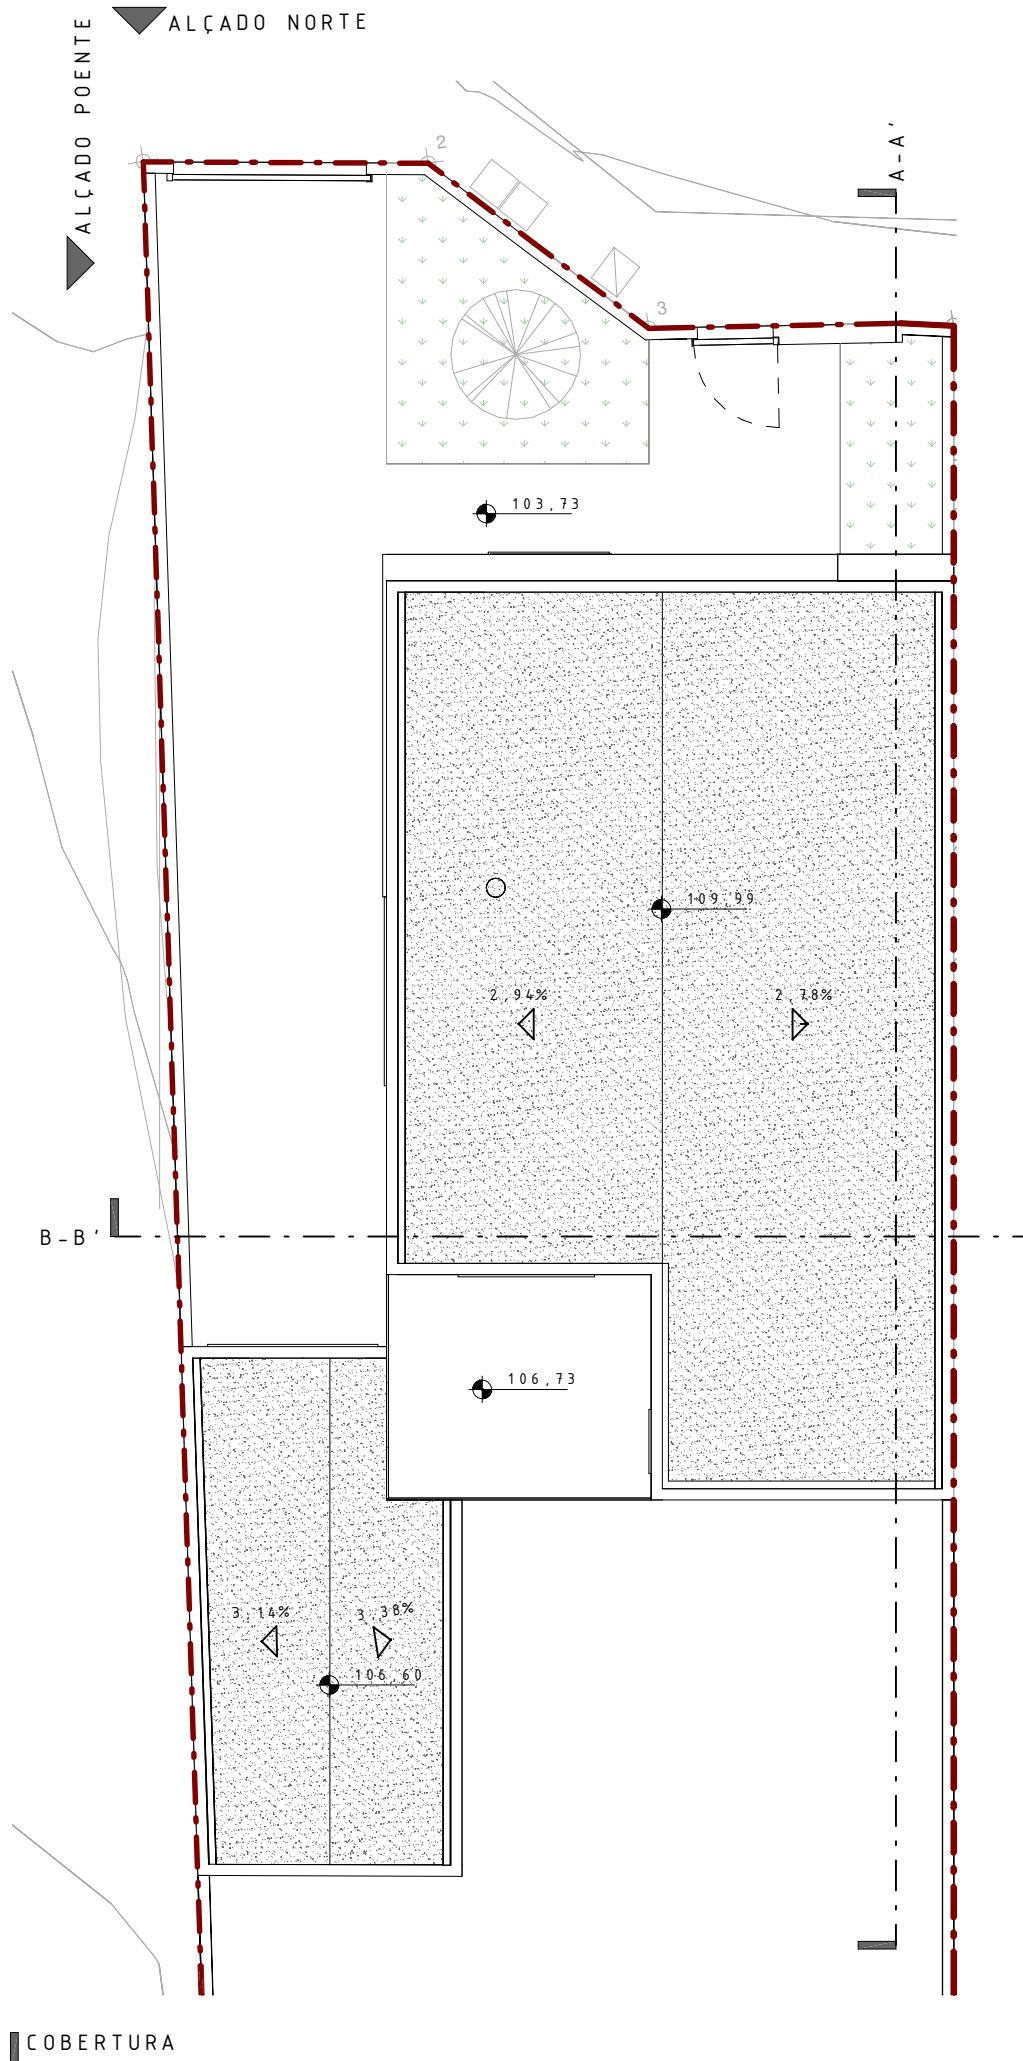 ALÇADO NORTE
ALÇADO POENTE
2
A-A'
3
103,73
109,99
2,94%
2,78%
B-B'
106,73
3,14%
3,38%
106,60
COBERTURA